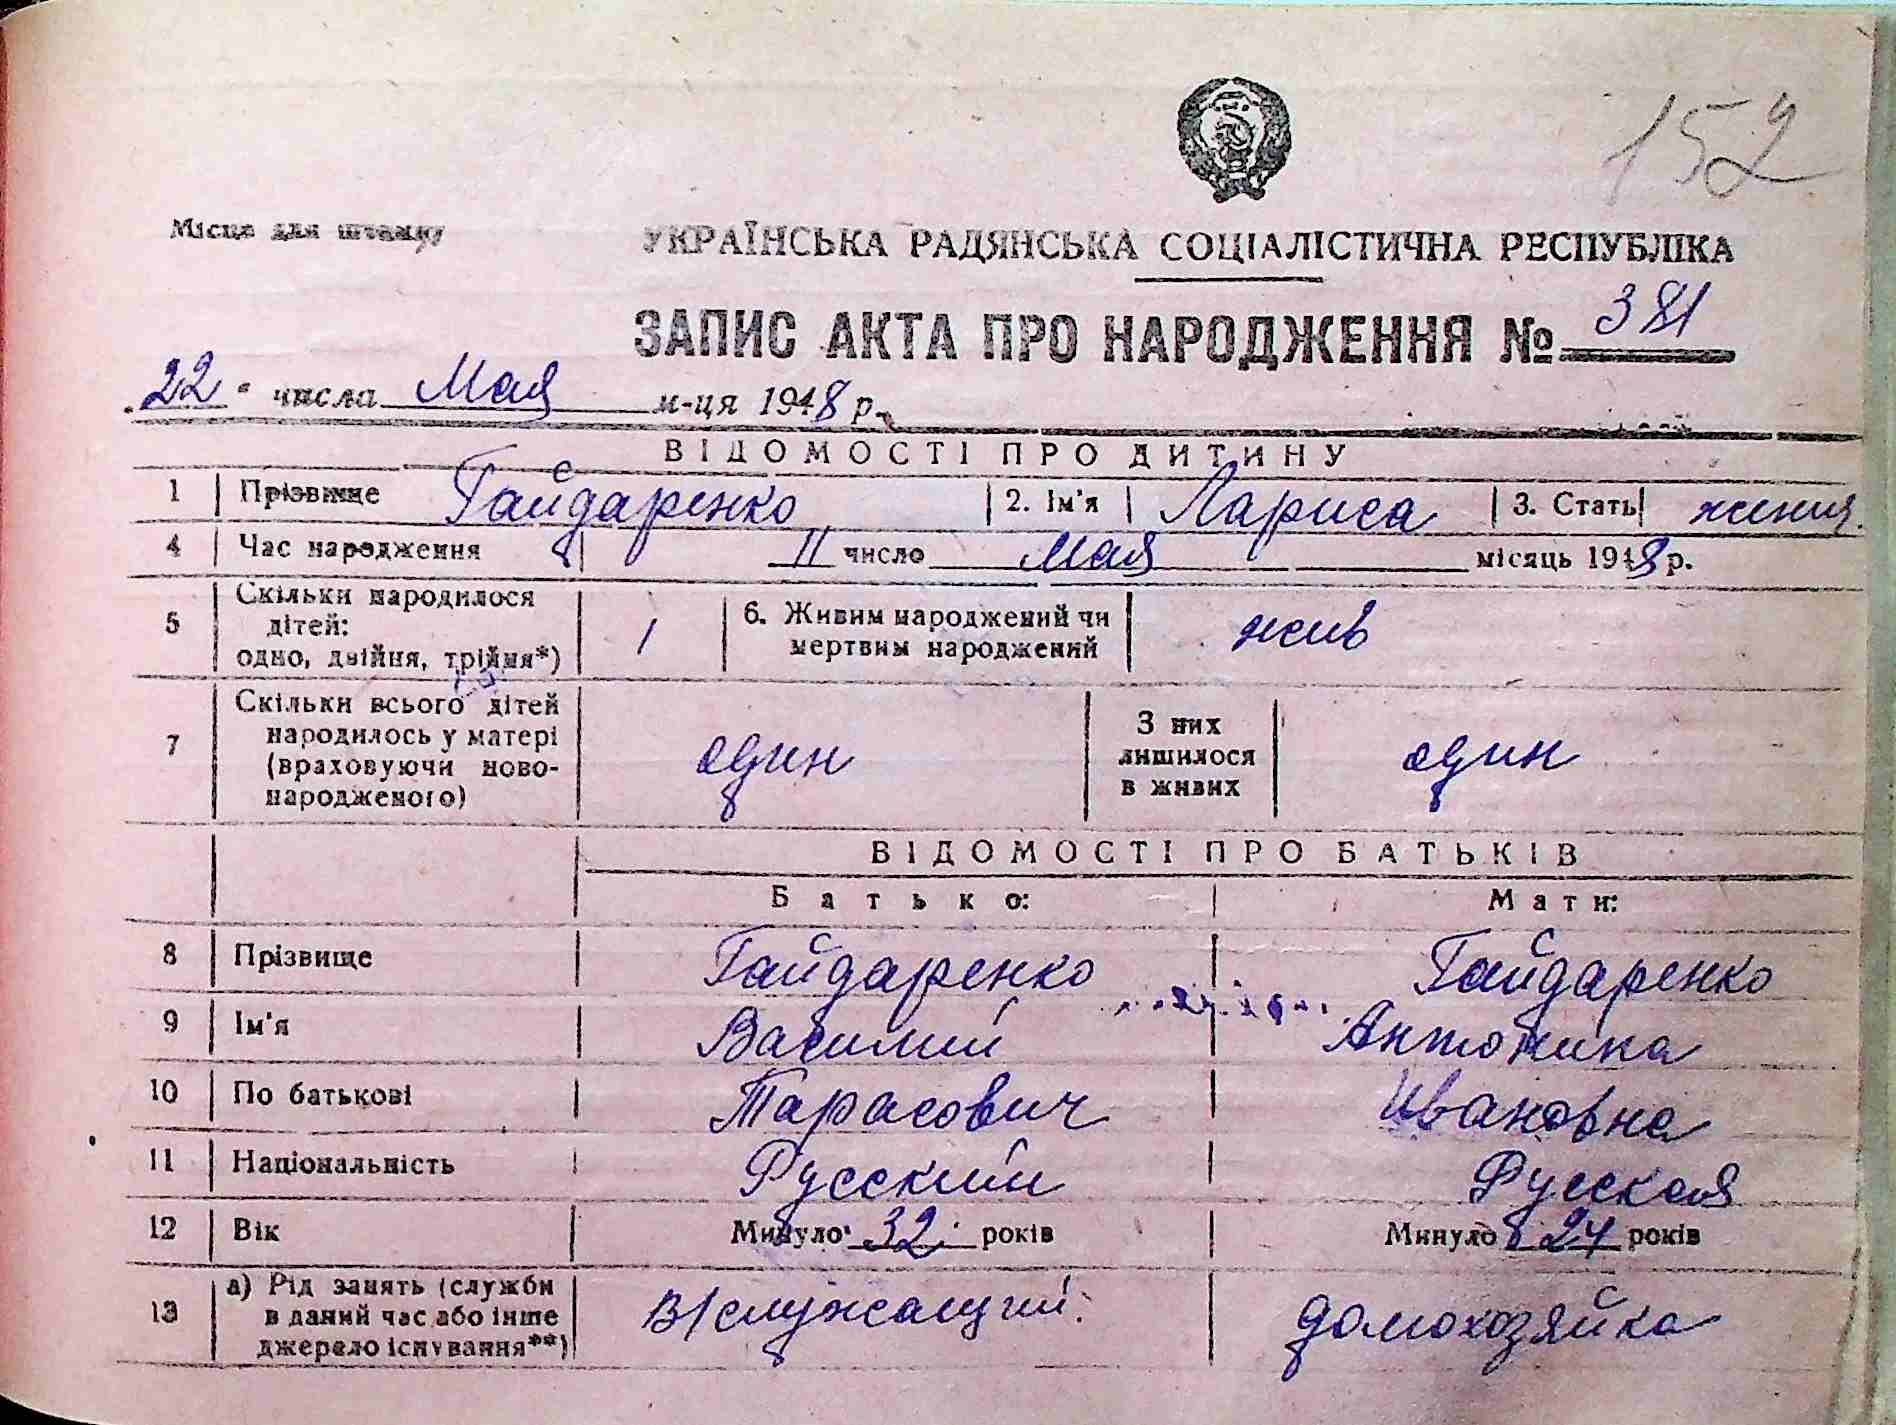 152
Місце для штампу
УКРАЇНСЬКА РАДЯНСЬКА СОЦІАЛІСТИЧНА РЕСПУБЛІКА
ЗАПИС АКТА ПРО НАРОДЖЕННЯ № 381
„22" числа Мая м-ця 1948 р.
ВІДОМОСТІ ПРО ДИТИНУ
1 Прізвище Гайдаренко 2. Ім'я Лариса 3. Стать женщ.
4 Час народження 11 число Мая місяць 1948 р.
5 Скільки народилося дітей: одно, двійня, трійня*) 1 6. Живим народжений чи мертвим народжений жив
7 Скільки всього дітей народилось у матері (враховуючи ново-народженого) один З них лишилося в живих один
ВІДОМОСТІ ПРО БАТЬКІВ
Батько: Мати:
8 Прізвище Гайдаренко Гайдаренко
9 Ім'я Василий Антонина
10 По батькові Тарасович Ивановна
11 Національність Русский Русская
12 Вік Минуло 32 років Минуло 24 років
13 а) Рід занять (служби в даний час або інше джерело існування**) В/служащий. домохозяйка